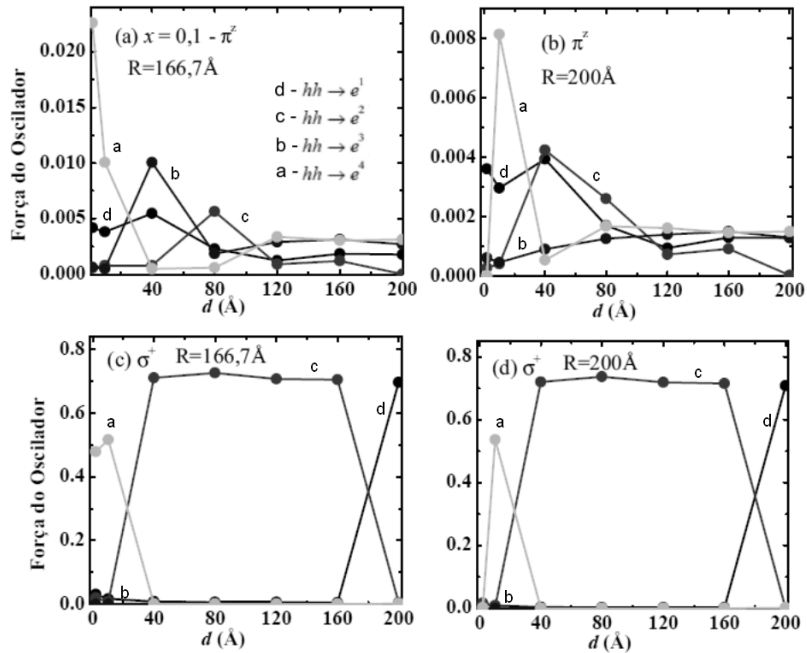 Força do Oscilador
0.020
0.015
0.010
0.005
0.000
(a) x = 0,1 - π^z
R=166,7Å
d - hh → e^1
c - hh → e^2
b - hh → e^3
a - hh → e^4
a
b
c
d
0 40 80 120 160 200
d (Å)
0.008
0.006
0.004
0.002
0.000
(b) π^z
R=200Å
a
d
c
b
0 40 80 120 160 200
d (Å)
Força do Oscilador
0.8
0.6
0.4
0.2
0.0
(c) σ^+ R=166,7Å
a
c
d
b
0 40 80 120 160 200
d (Å)
0.8
0.6
0.4
0.2
0.0
(d) σ^+ R=200Å
a
c
d
b
0 40 80 120 160 200
d (Å)